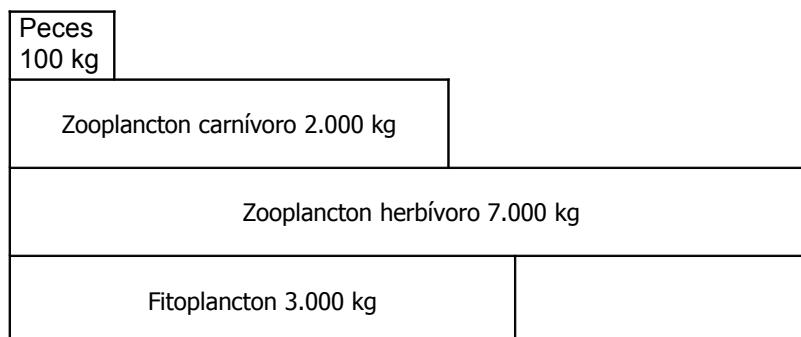 Peces
100 kg
Zooplancton carnívoro 2.000 kg
Zooplancton herbívoro 7.000 kg
Fitoplancton 3.000 kg